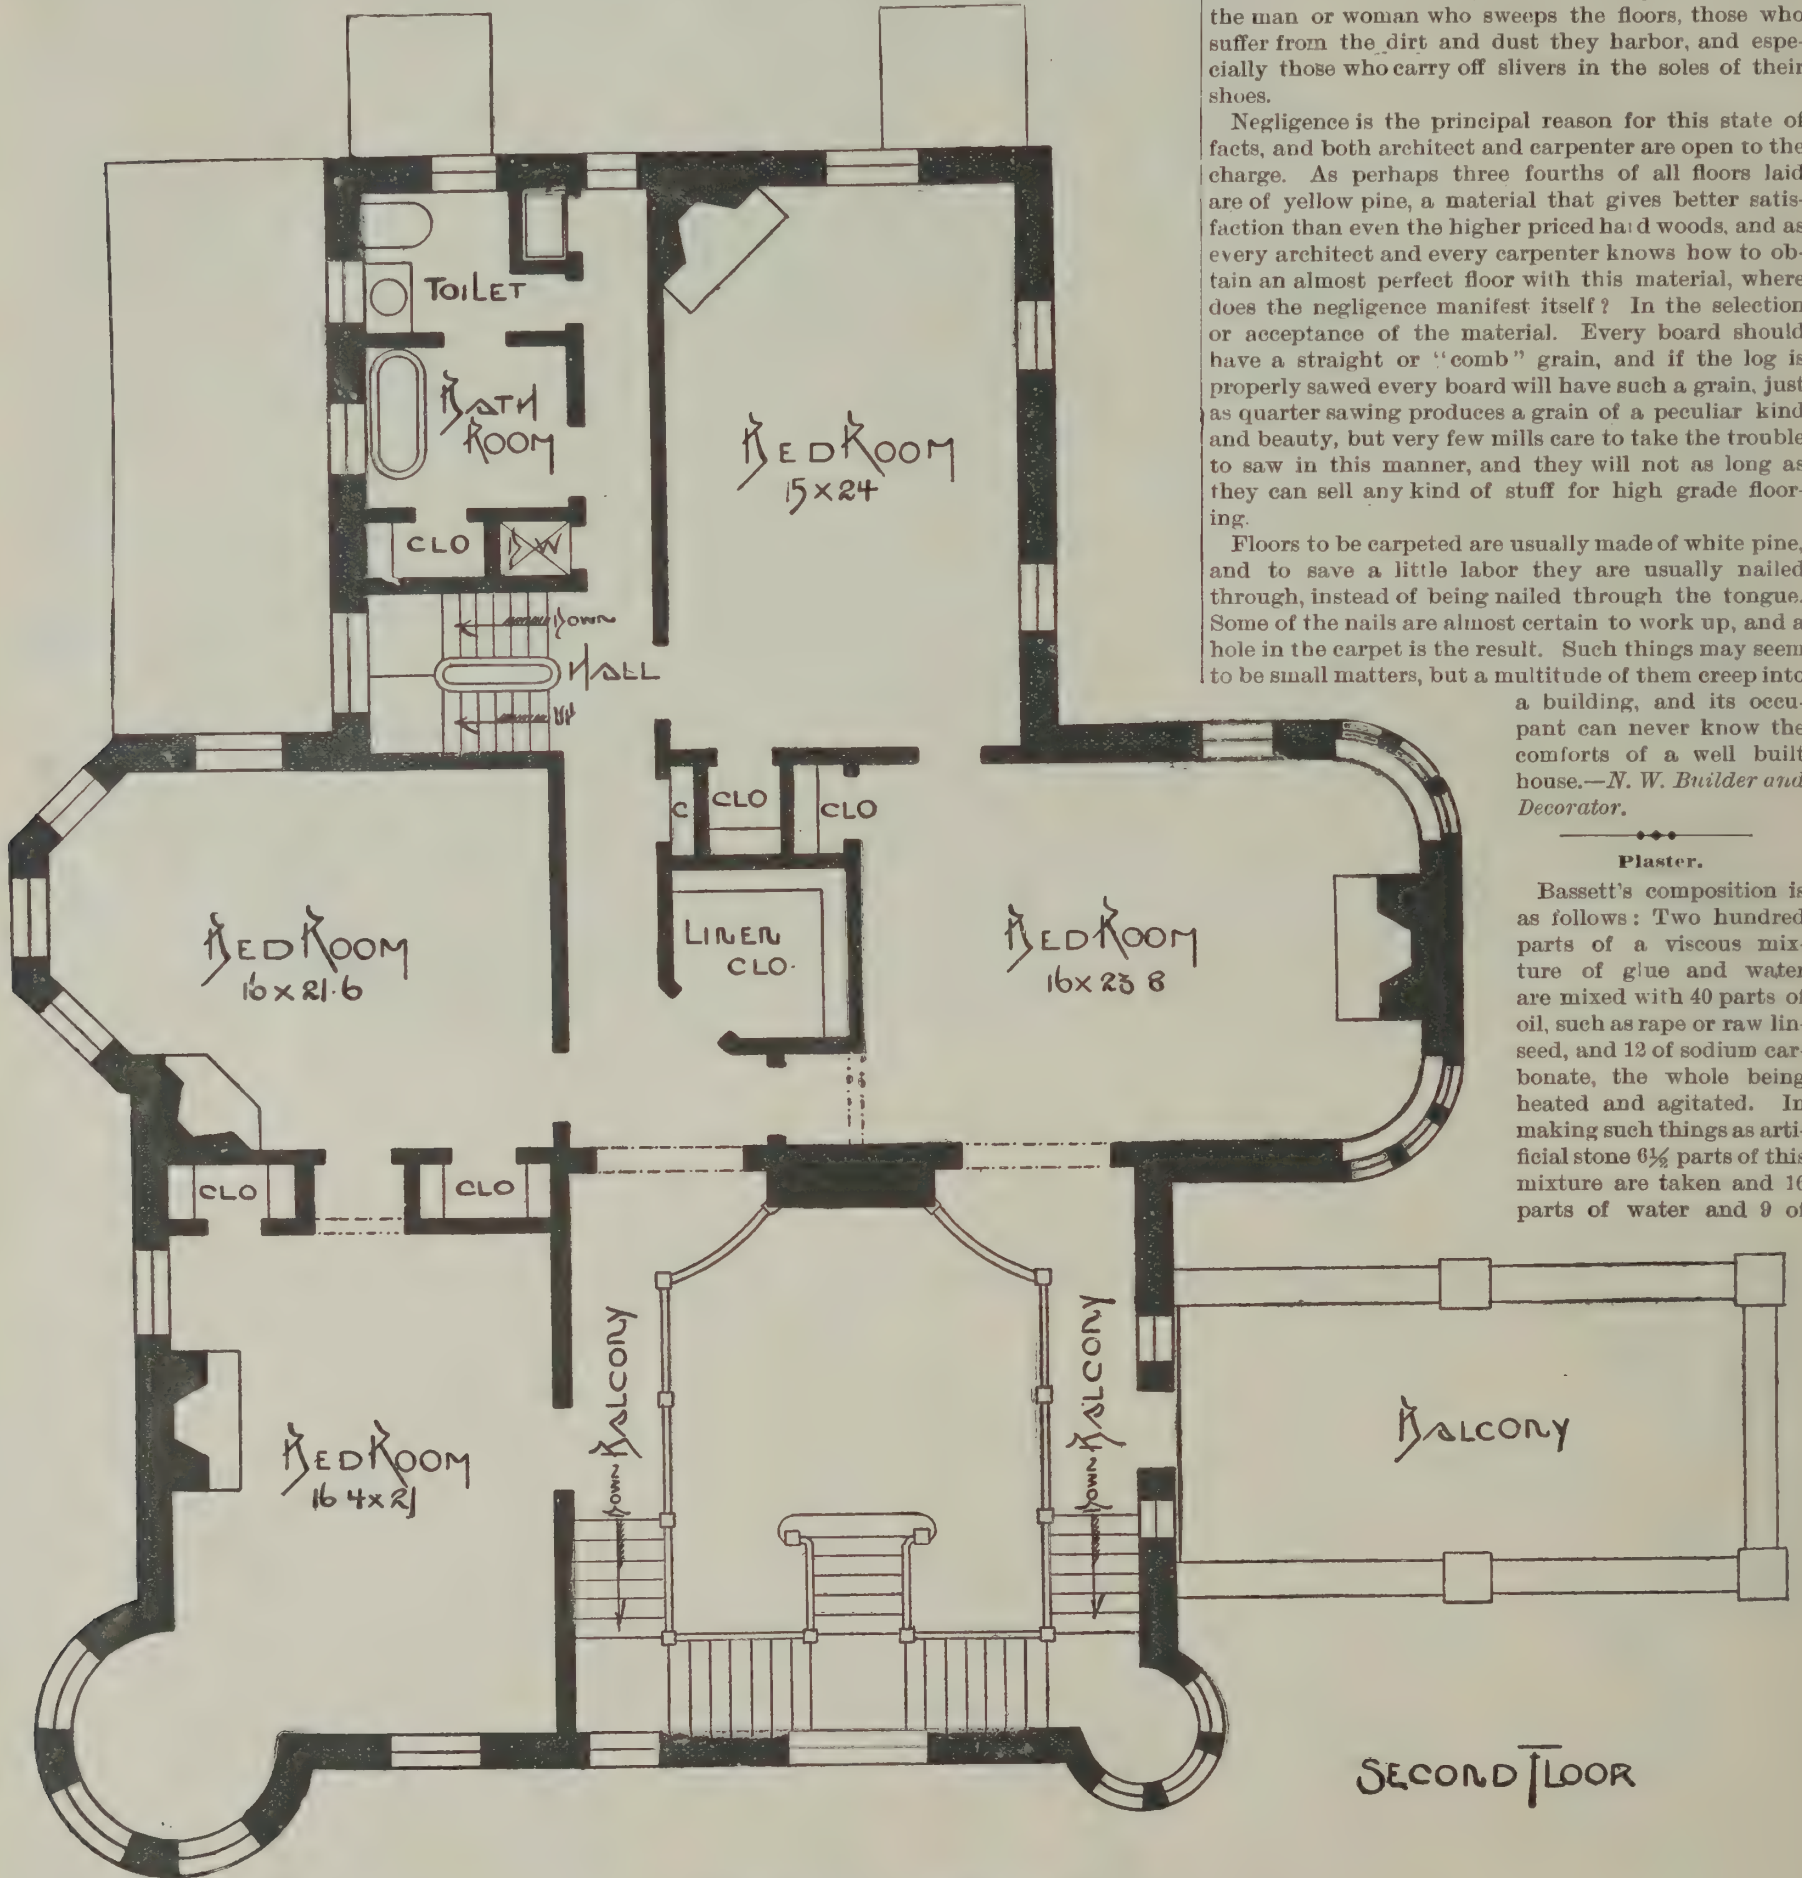 the man or woman who sweeps the floors, those who
suffer from the dirt and dust they harbor, and espe-
cially those who carry off slivers in the soles of their
shoes.
Negligence is the principal reason for this state of
facts, and both architect and carpenter are open to the
charge. As perhaps three fourths of all floors laid
are of yellow pine, a material that gives better satis-
faction than even the higher priced hard woods, and as
every architect and every carpenter knows how to ob-
tain an almost perfect floor with this material, where
does the negligence manifest itself? In the selection
or acceptance of the material. Every board should
have a straight or "comb" grain, and if the log is
properly sawed every board will have such a grain, just
as quarter sawing produces a grain of a peculiar kind
and beauty, but very few mills care to take the trouble
to saw in this manner, and they will not as long as
they can sell any kind of stuff for high grade floor-
ing.
Floors to be carpeted are usually made of white pine,
and to save a little labor they are usually nailed
through, instead of being nailed through the tongue.
Some of the nails are almost certain to work up, and a
hole in the carpet is the result. Such things may seem
to be small matters, but a multitude of them creep into
a building, and its occu-
pant can never know the
comforts of a well built
house.—N. W. Builder and
Decorator.
Plaster.
Bassett's composition is
as follows: Two hundred
parts of a viscous mix-
ture of glue and water
are mixed with 40 parts of
oil, such as rape or raw lin-
seed, and 12 of sodium car-
bonate, the whole being
heated and agitated. In
making such things as arti-
ficial stone 6½ parts of this
mixture are taken and 16
parts of water and 9 of
TOILET
BATH
ROOM
BED ROOM
15 x 24
CLO
DW
DOWN
HALL
UP
C
CLO
CLO
BED ROOM
16 x 21.6
LINEN
CLO.
BED ROOM
16 x 23 8
CLO
CLO
BALCONY
DOWN
BALCONY
DOWN
BALCONY
BED ROOM
16 4 x 21
SECOND FLOOR